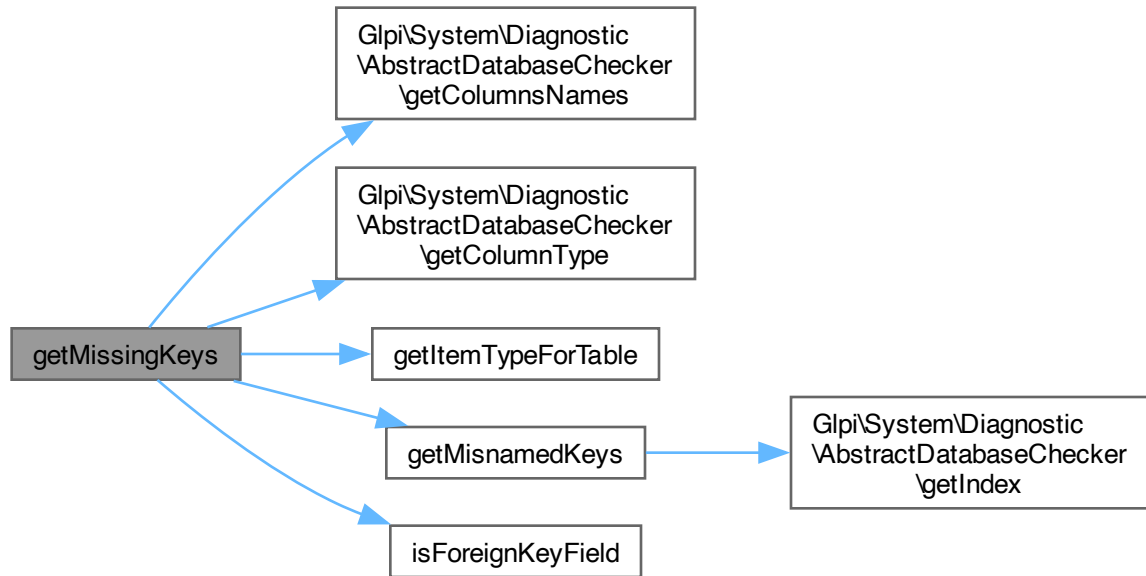 Glpi\System\Diagnostic
\AbstractDatabaseChecker
\getColumnsNames
Glpi\System\Diagnostic
\AbstractDatabaseChecker
\getColumnType
getMissingKeys
getItemTypeForTable
getMisnamedKeys
Glpi\System\Diagnostic
\AbstractDatabaseChecker
\getIndex
isForeignKeyField